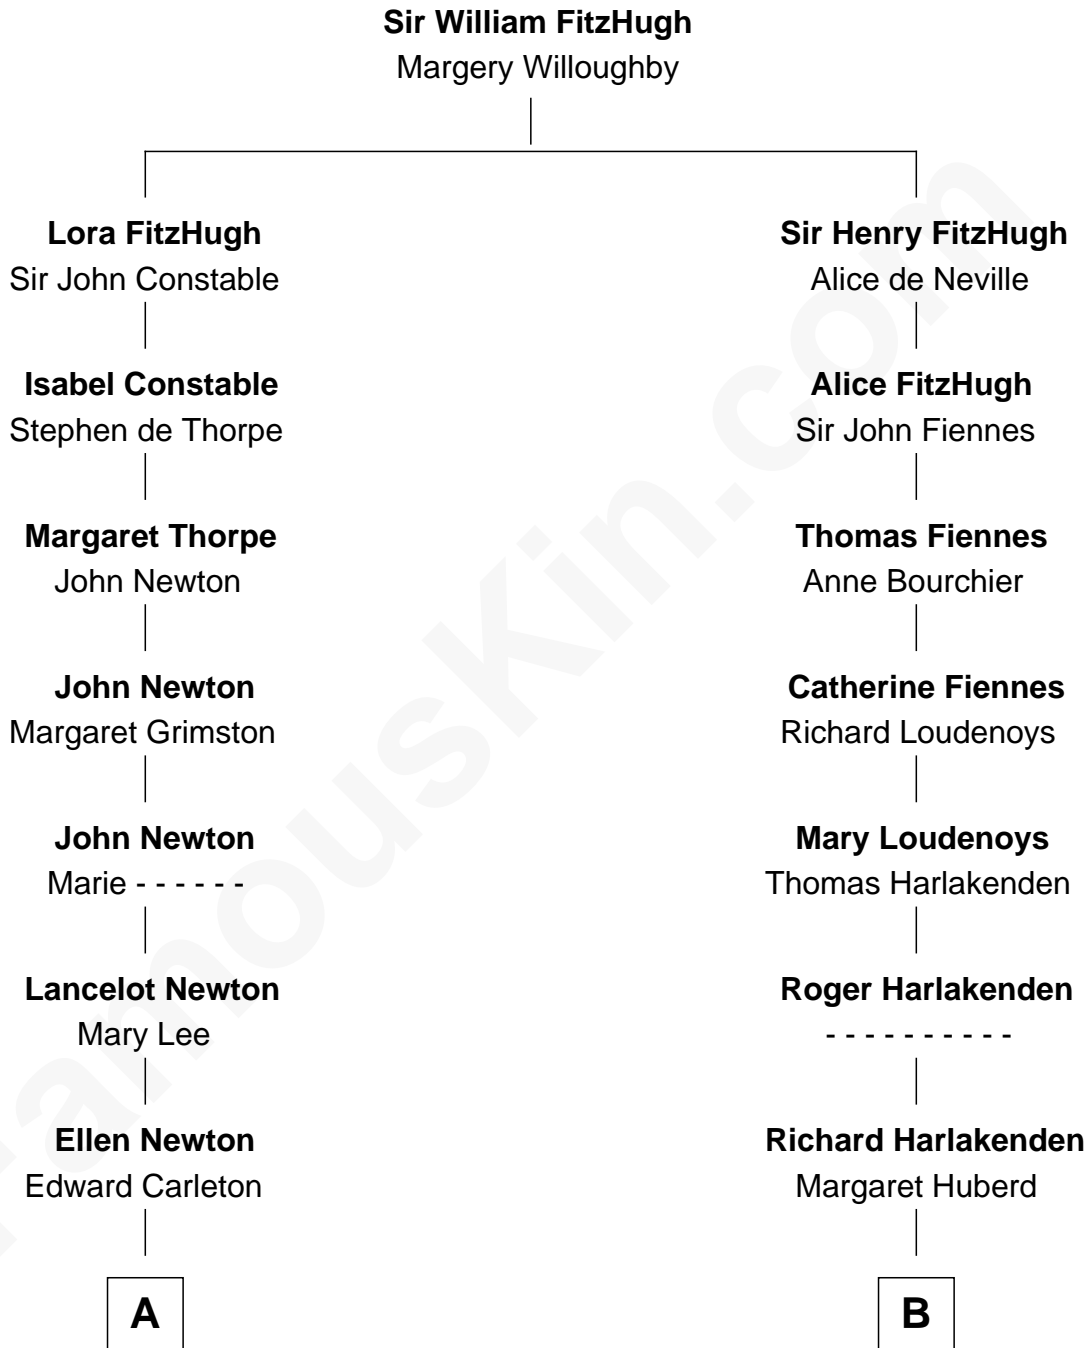 Sir William FitzHugh
Margery Willoughby
Lora FitzHugh
Sir John Constable
Sir Henry FitzHugh
Alice de Neville
Isabel Constable
Stephen de Thorpe
Alice FitzHugh
Sir John Fiennes
Margaret Thorpe
John Newton
Thomas Fiennes
Anne Bourchier
John Newton
Margaret Grimston
Catherine Fiennes
Richard Loudenoys
John Newton
Marie - - - - - -
Mary Loudenoys
Thomas Harlakenden
Lancelot Newton
Mary Lee
Roger Harlakenden
- - - - - - - - - -
Ellen Newton
Edward Carleton
Richard Harlakenden
Margaret Huberd
A
B
FamousKin.com